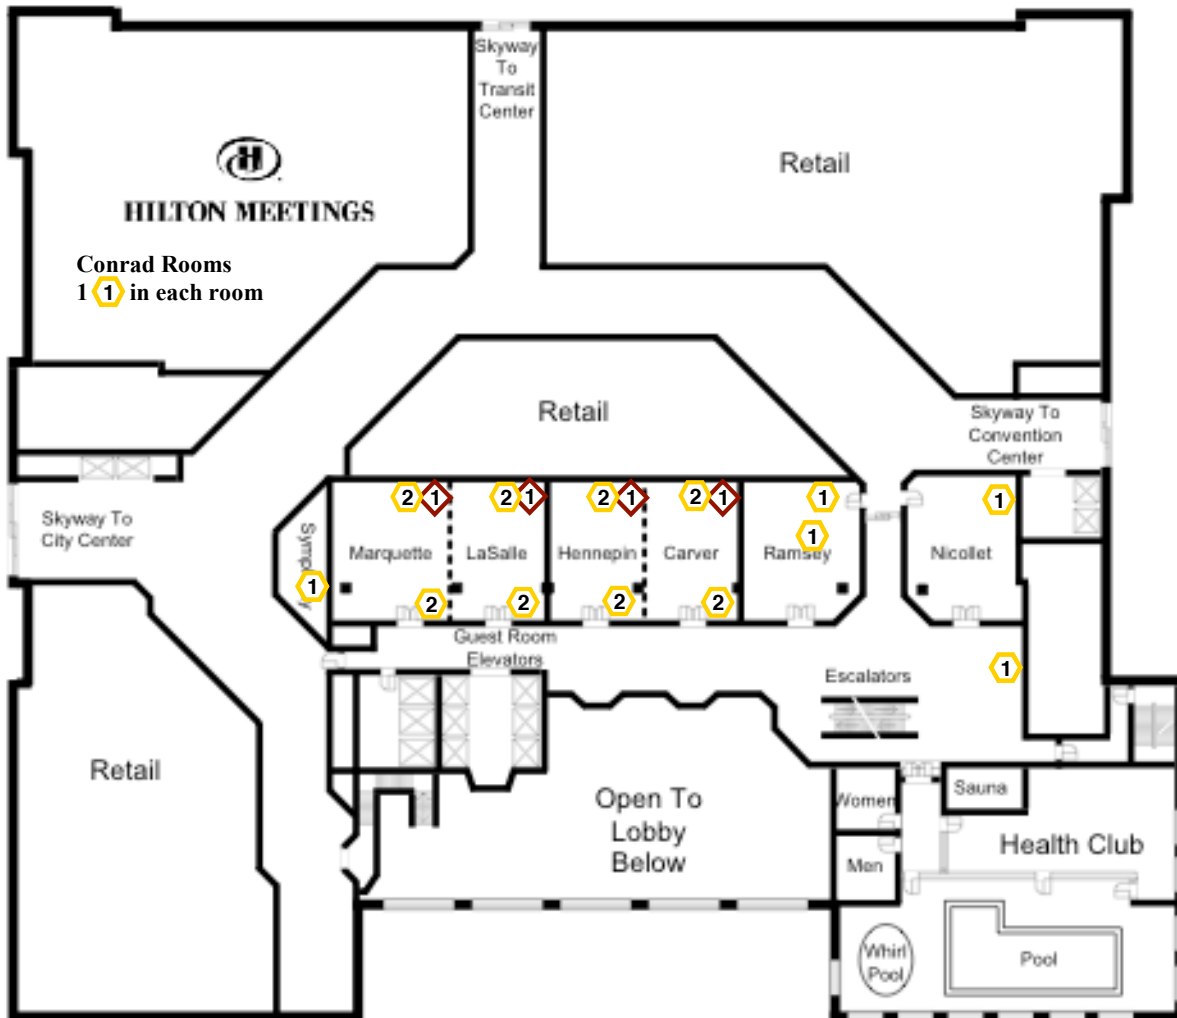 Skyway
To
Transit
Center
Retail
H
HILTON MEETINGS
Conrad Rooms
1 1 in each room
Retail
Skyway To
Convention
Center
Skyway To
City Center
Symphony
1
2 1
Marquette
2
2 1
LaSalle
2
2 1
Hennepin
2
2 1
Carver
2
1
1
Ramsey
1
Nicollet
Guest Room
Elevators
1
Escalators
Retail
Open To
Lobby
Below
Women
Men
Sauna
Health Club
Whirl
Pool
Pool